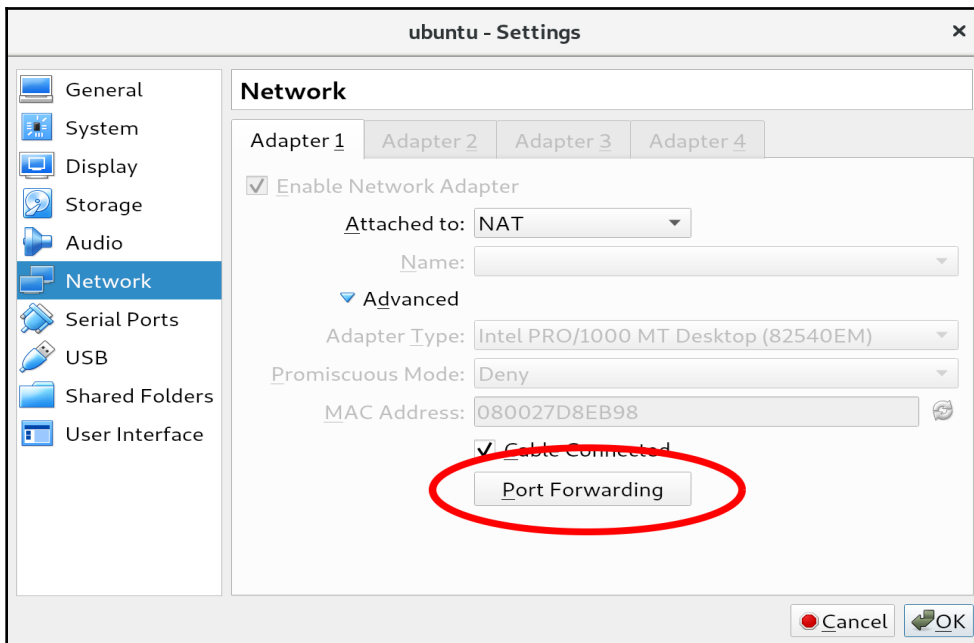 ubuntu - Settings
General
System
Display
Storage
Audio
Network
Serial Ports
USB
Shared Folders
User Interface
Network
Adapter 1 Adapter 2 Adapter 3 Adapter 4
Enable Network Adapter
Attached to: NAT
Name:
Advanced
Adapter Type: Intel PRO/1000 MT Desktop (82540EM)
Promiscuous Mode: Deny
MAC Address: 080027D8EB98
Cable Connected
Port Forwarding
Cancel OK